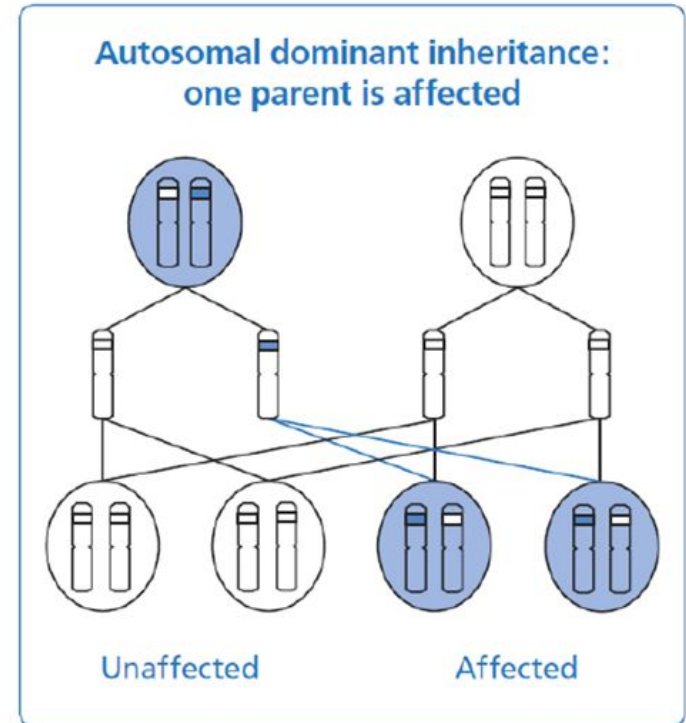 Autosomal dominant inheritance:
one parent is affected
Unaffected
Affected